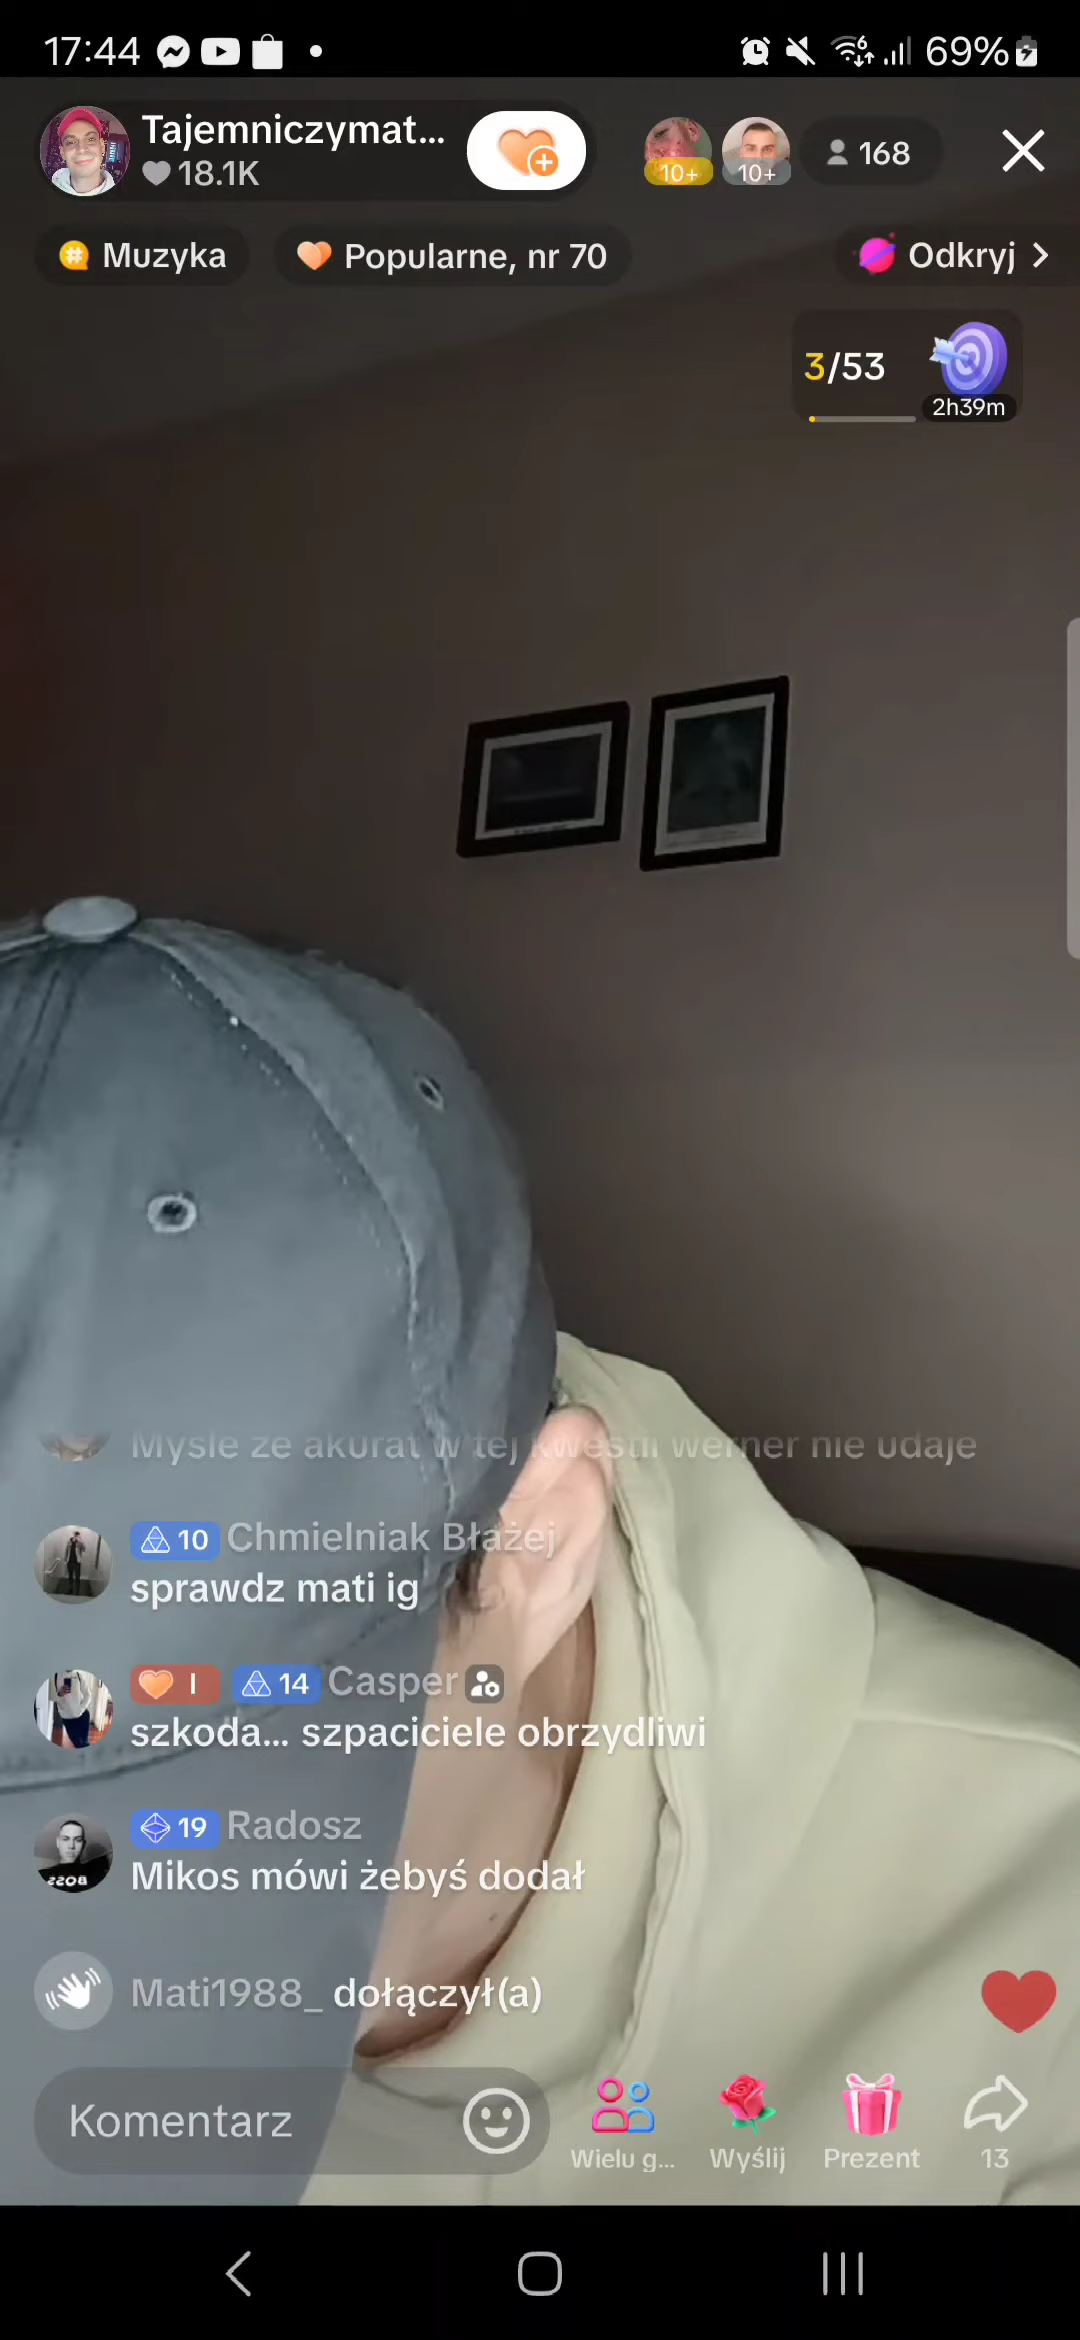 17:44
69%
Tajemniczymat...
18.1K
10+
10+
168
Muzyka
Popularne, nr 70
Odkryj
3/53
2h39m
Mysle ze akurat w tej kwestii werner nie udaje
10 Chmielniak Błażej
sprawdz mati ig
I 14 Casper
szkoda... szpaciciele obrzydliwi
19 Radosz
Mikos mówi żebyś dodał
Mati1988_ dołączył(a)
Komentarz
Wielu g...
Wyślij
Prezent
13